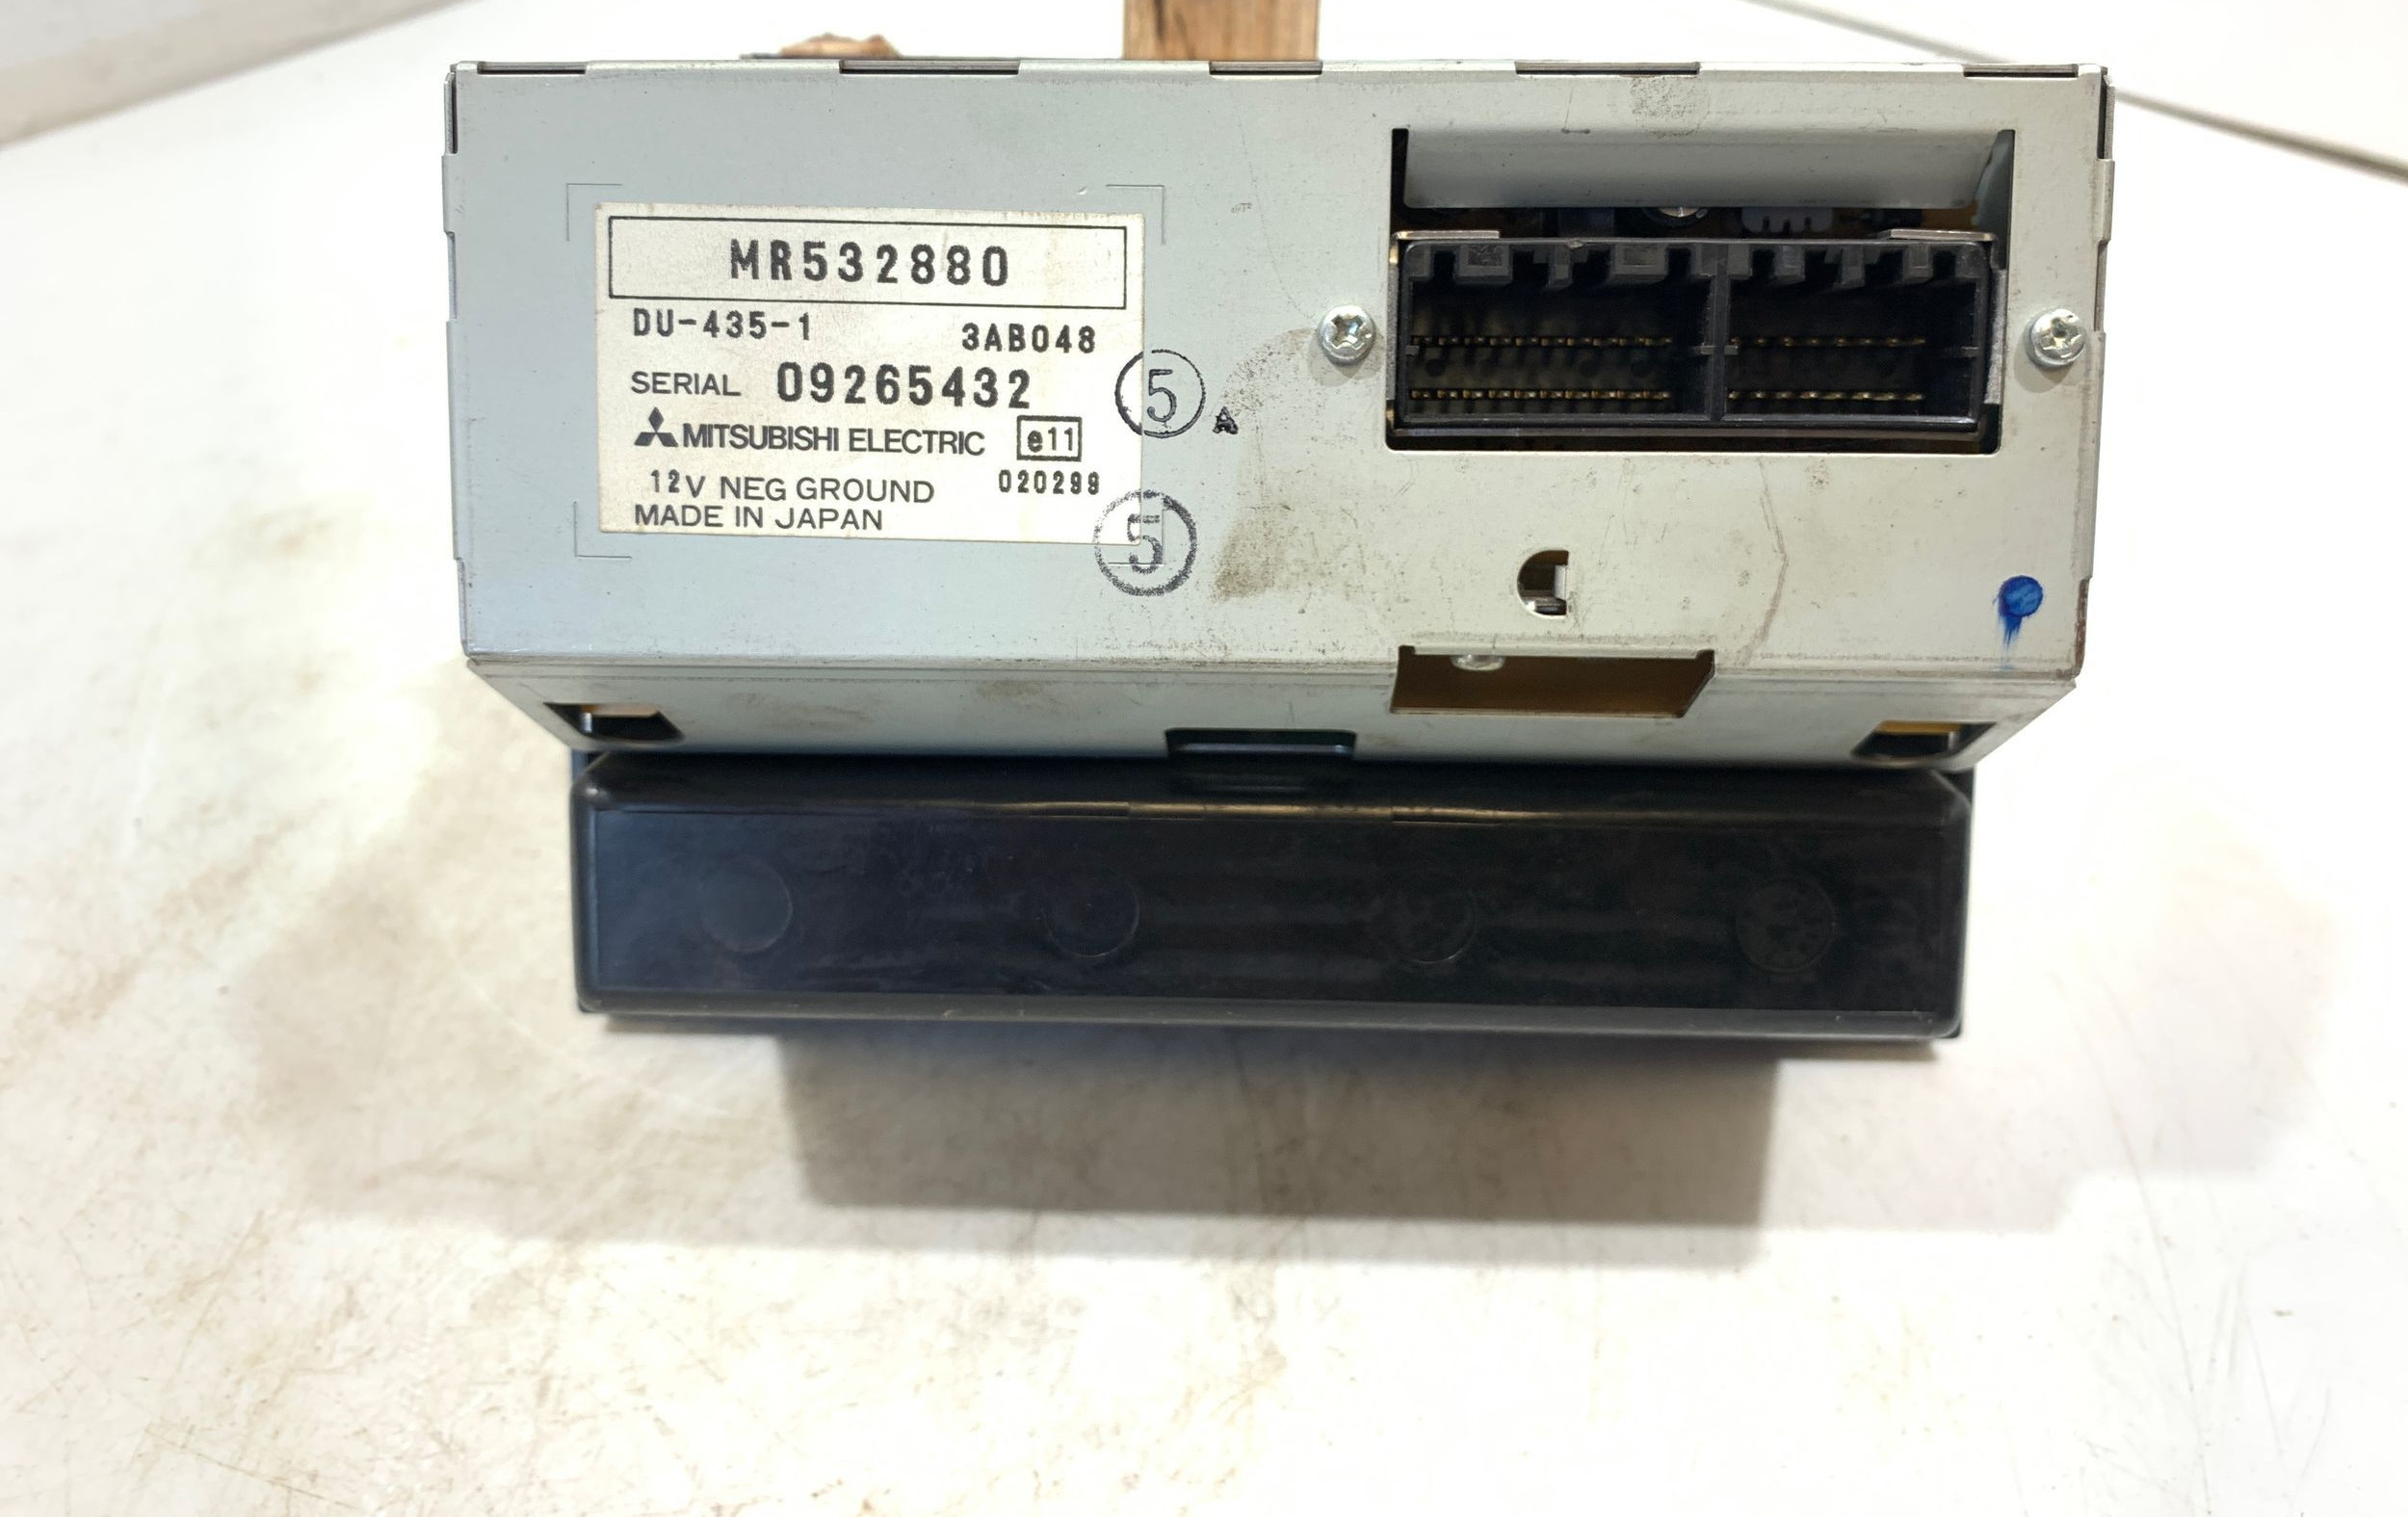 MR532880
DU-435-1 3AB048
SERIAL 09265432
MITSUBISHI ELECTRIC e11
12V NEG GROUND 020299
MADE IN JAPAN
5
A
5